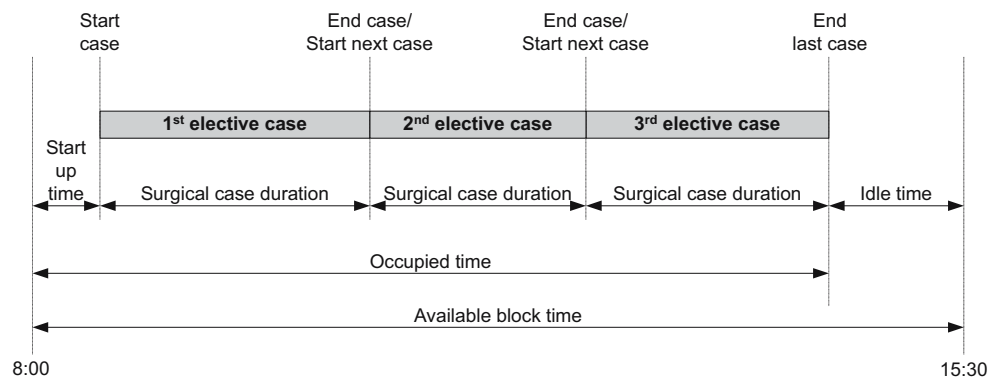 Start
case
End case/
Start next case
End case/
Start next case
End
last case
1st elective case
2nd elective case
3rd elective case
Start
up
time
Surgical case duration
Surgical case duration
Surgical case duration
Idle time
Occupied time
Available block time
8:00
15:30